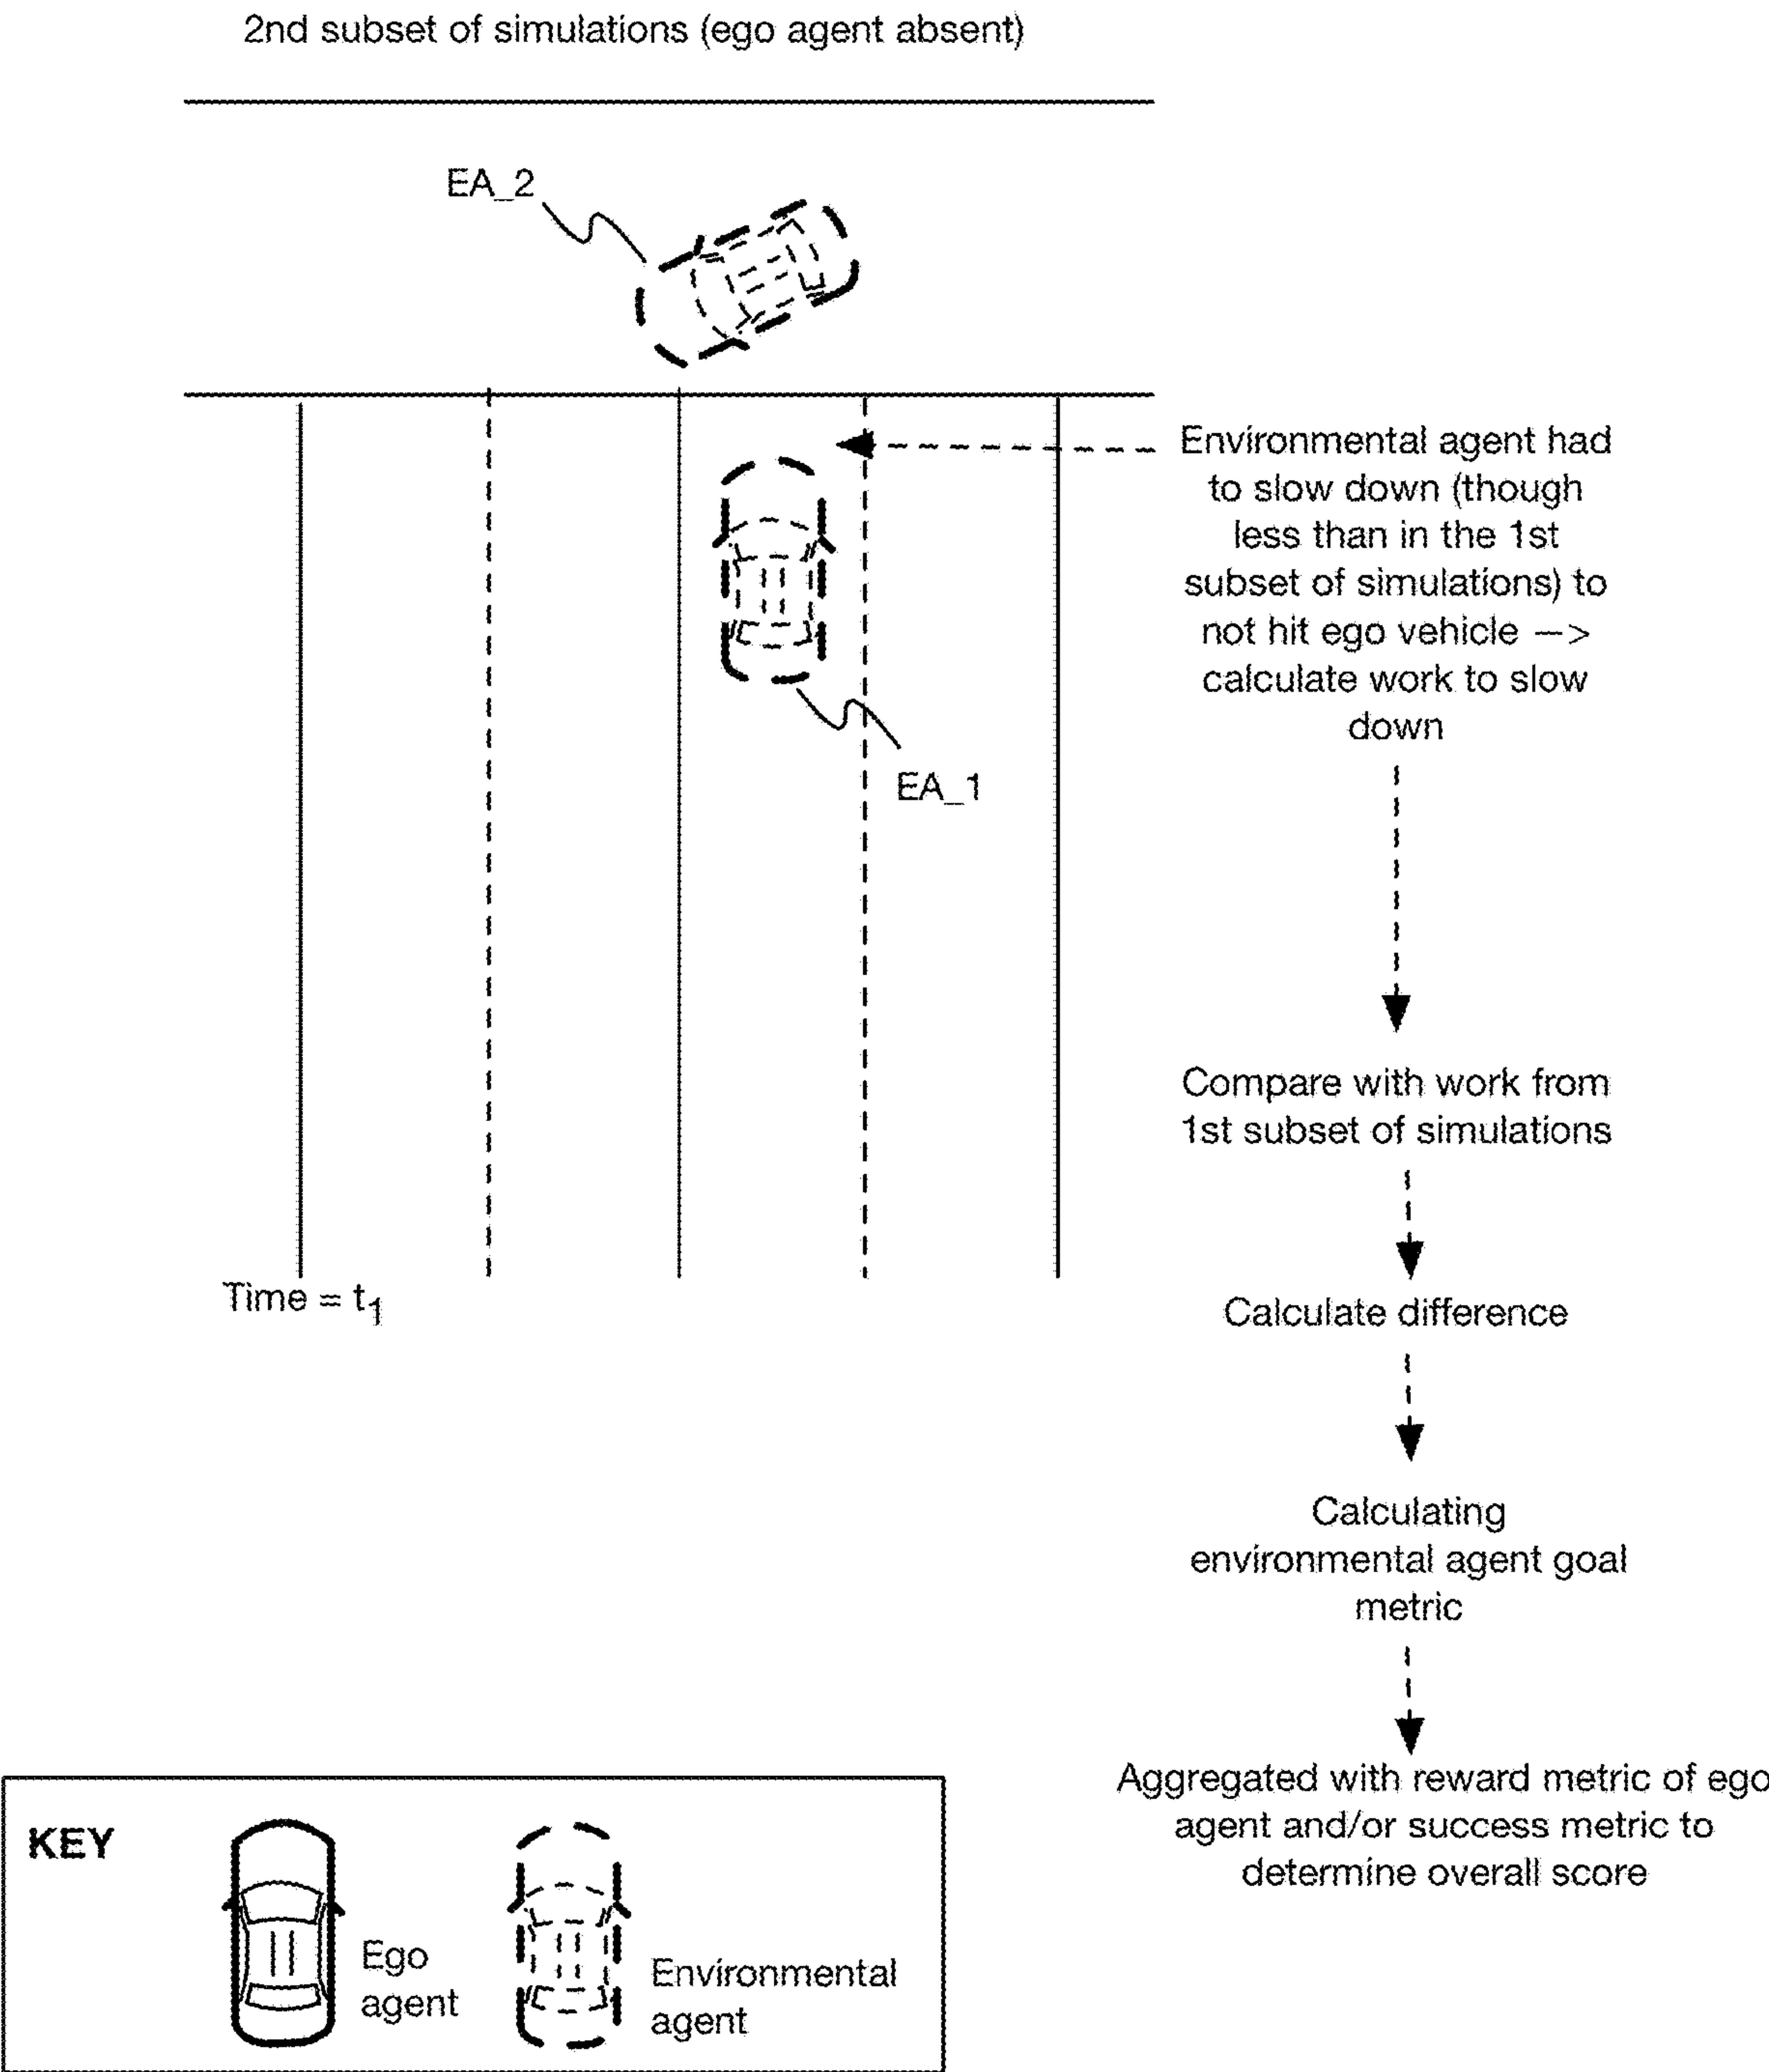 2nd subset of simulations (ego agent absent)
EA_2
Environmental agent had
to slow down (though
less than in the 1st
subset of simulations) to
not hit ego vehicle —>
calculate work to slow
down
EA_1
Compare with work from
1st subset of simulations
Time = t₁
Calculate difference
Calculating
environmental agent goal
metric
Aggregated with reward metric of ego
agent and/or success metric to
determine overall score
KEY
Ego
agent
Environmental
agent